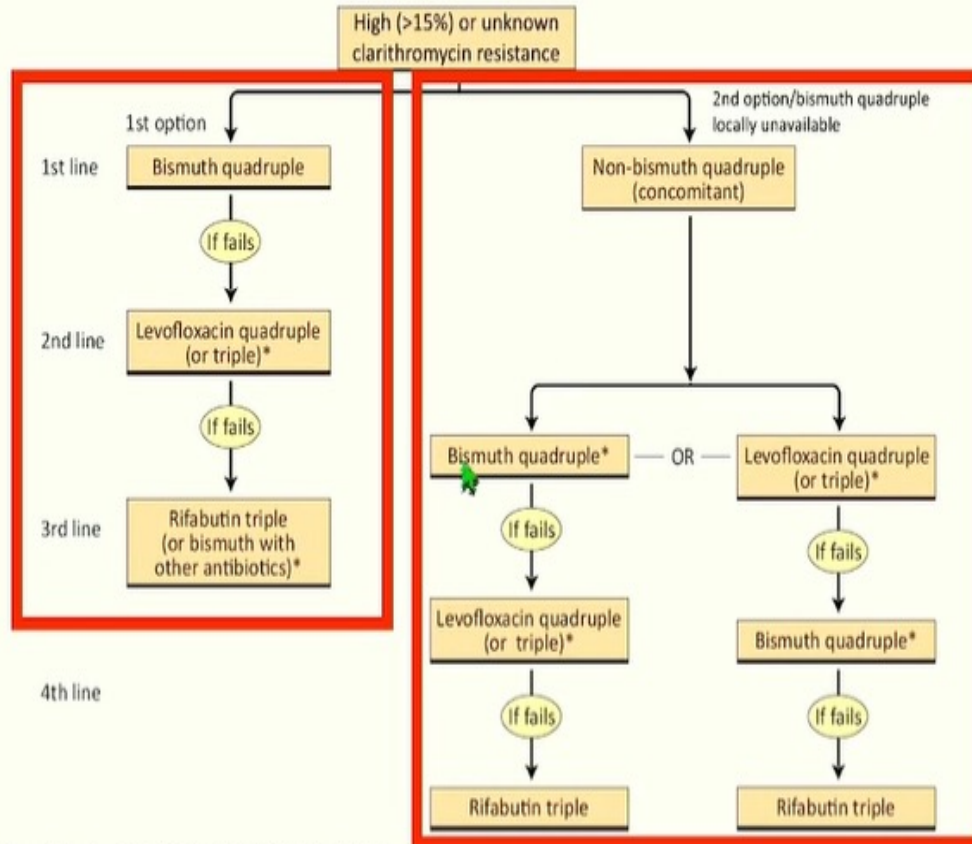 High (>15%) or unknown
clarithromycin resistance
1st option
2nd option/bismuth quadruple
locally unavailable
1st line
Bismuth quadruple
Non-bismuth quadruple
(concomitant)
If fails
2nd line
Levofloxacin quadruple
(or triple)*
If fails
Bismuth quadruple*
OR
Levofloxacin quadruple
(or triple)*
3rd line
Rifabutin triple
(or bismuth with
other antibiotics)*
If fails
If fails
Levofloxacin quadruple
(or triple)*
Bismuth quadruple*
4th line
If fails
If fails
Rifabutin triple
Rifabutin triple